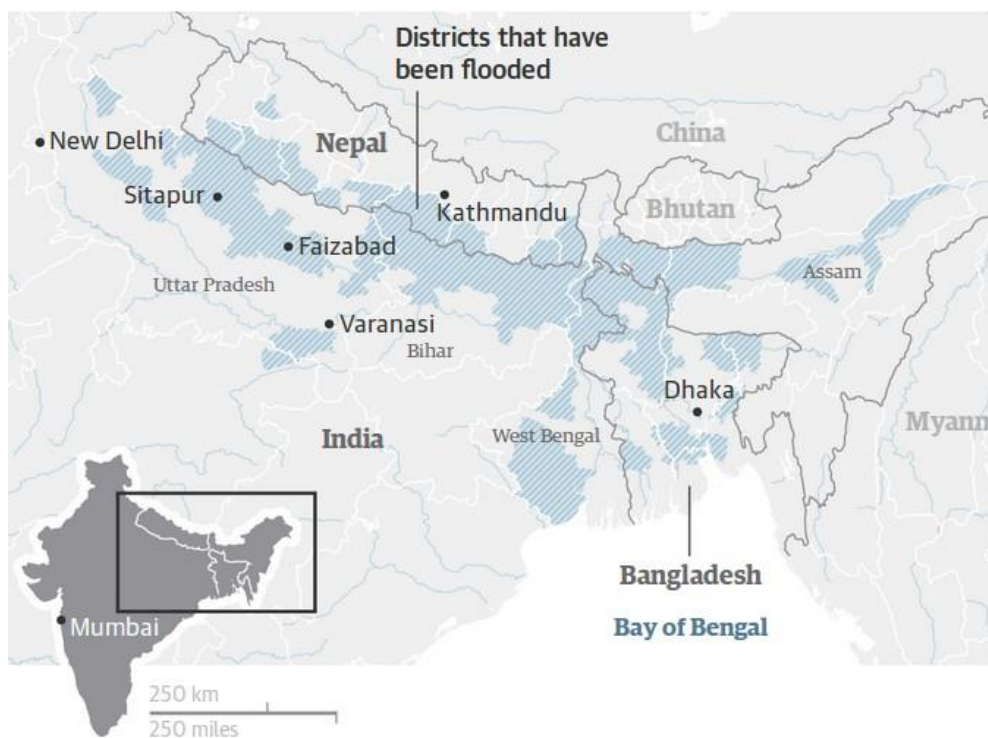 Districts that have
been flooded
New Delhi
Nepal
China
Sitapur
Kathmandu
Bhutan
Faizabad
Assam
Uttar Pradesh
Varanasi
Bihar
Dhaka
India
West Bengal
Myanm
Bangladesh
Bay of Bengal
Mumbai
250 km
250 miles